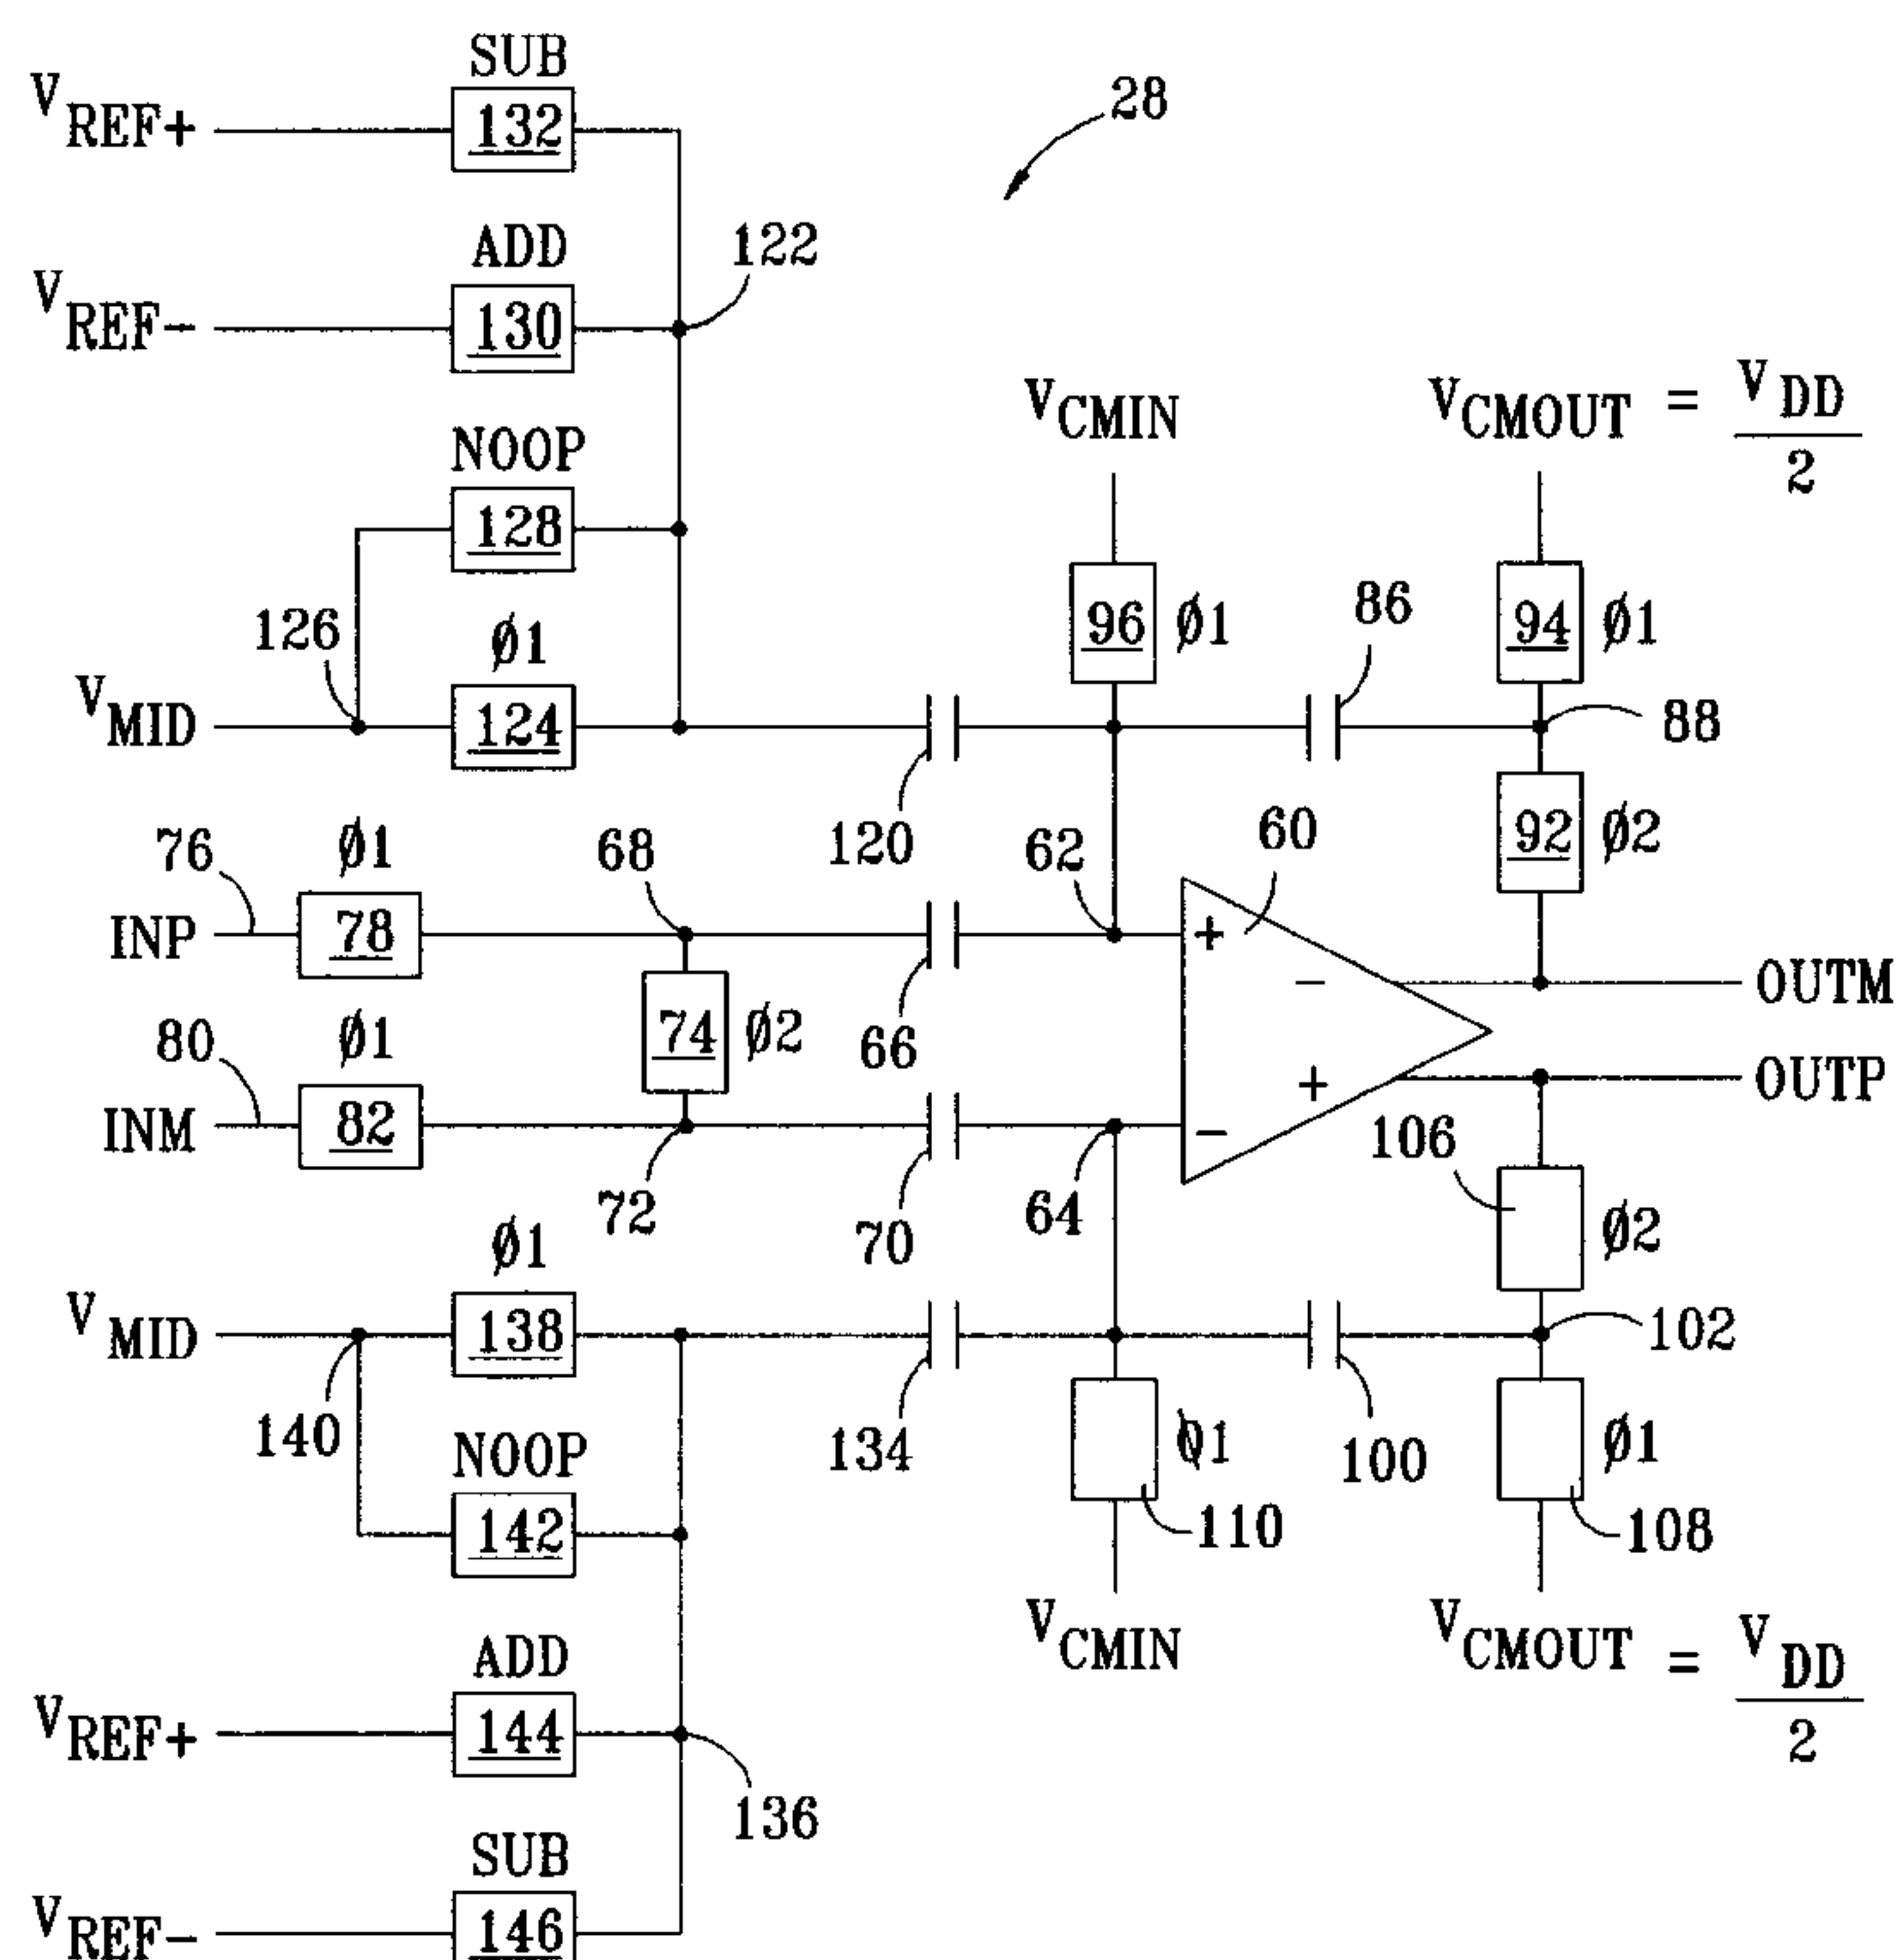 SUB
V REF+
132
28
ADD
V REF-
130
122
NOOP
128
V CMIN
V CMOUT = V DD / 2
126
ø1
V MID
124
96
ø1
86
94
ø1
88
120
62
60
92
ø2
76
ø1
68
INP
78
66
+
-
OUTM
74
ø2
80
ø1
INM
82
72
70
64
-
+
OUTP
106
ø2
ø1
V MID
138
102
140
134
ø1
100
ø1
NOOP
142
110
108
V CMIN
V CMOUT = V DD / 2
ADD
V REF+
144
136
SUB
V REF-
146